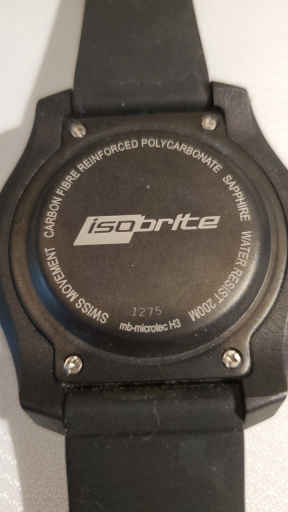 CARBON FIBRE REINFORCED POLYCARBONATE SAPPHIRE WATER RESIST 200M
isobrite
1275
mb-microtec H3
SWISS MOVEMENT